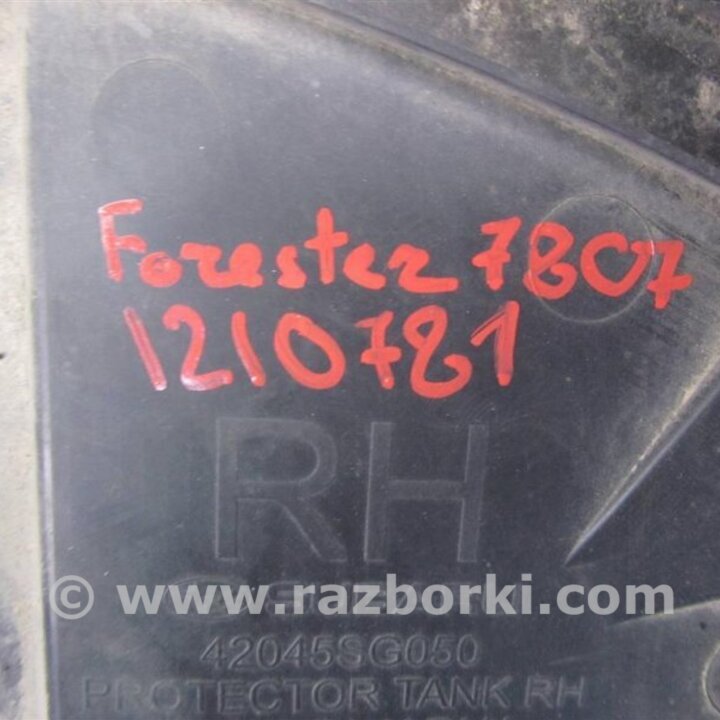 Forester 7807
1210781
RH
© www.razborki.com
42045SG050
PROTECTOR TANK RH